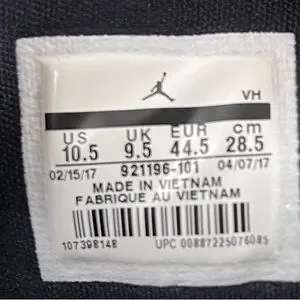 VH
US UK EUR cm
10.5 9.5 44.5 28.5
02/15/17 921196-101 04/07/17
MADE IN VIETNAM
FABRIQUE AU VIETNAM
107398148 UPC 00887225076085